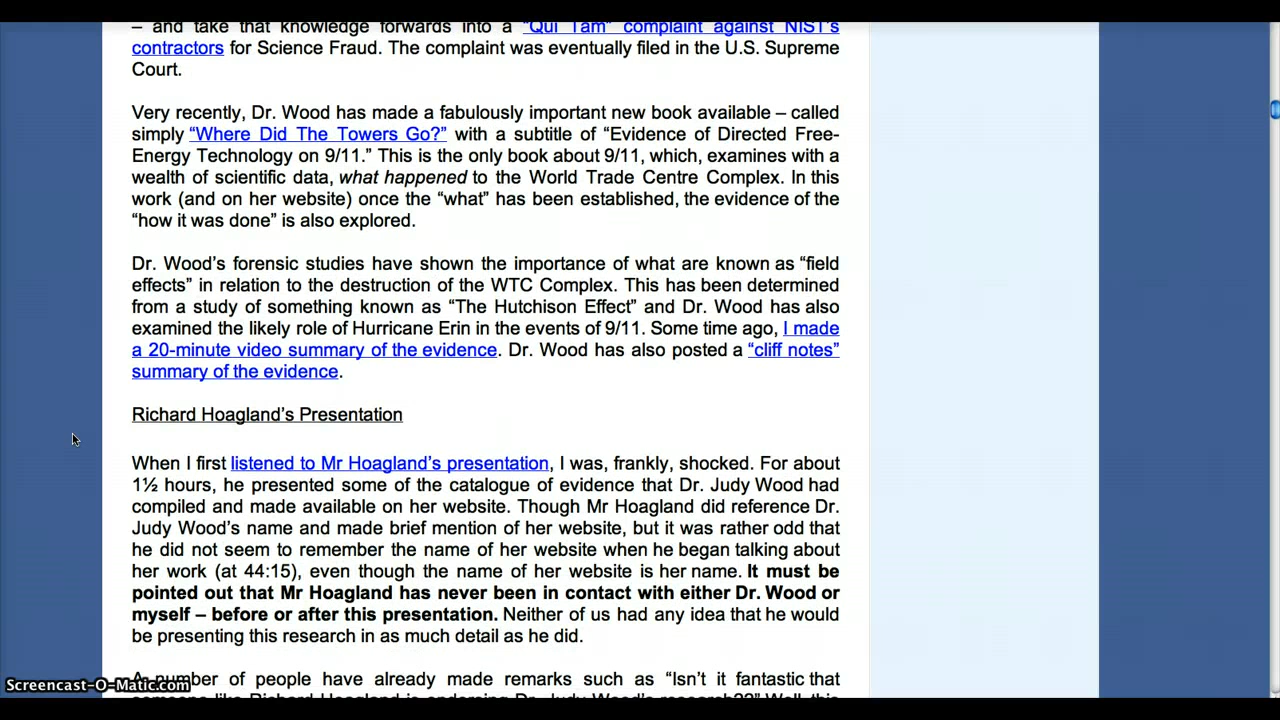 – and take that knowledge forwards into a "Qui Tam" complaint against NIST's
contractors for Science Fraud. The complaint was eventually filed in the U.S. Supreme
Court.
Very recently, Dr. Wood has made a fabulously important new book available – called
simply "Where Did The Towers Go?" with a subtitle of "Evidence of Directed Free-
Energy Technology on 9/11." This is the only book about 9/11, which, examines with a
wealth of scientific data, what happened to the World Trade Centre Complex. In this
work (and on her website) once the "what" has been established, the evidence of the
"how it was done" is also explored.
Dr. Wood's forensic studies have shown the importance of what are known as "field
effects" in relation to the destruction of the WTC Complex. This has been determined
from a study of something known as "The Hutchison Effect" and Dr. Wood has also
examined the likely role of Hurricane Erin in the events of 9/11. Some time ago, I made
a 20-minute video summary of the evidence. Dr. Wood has also posted a "cliff notes"
summary of the evidence.
Richard Hoagland's Presentation
When I first listened to Mr Hoagland's presentation, I was, frankly, shocked. For about
1½ hours, he presented some of the catalogue of evidence that Dr. Judy Wood had
compiled and made available on her website. Though Mr Hoagland did reference Dr.
Judy Wood's name and made brief mention of her website, but it was rather odd that
he did not seem to remember the name of her website when he began talking about
her work (at 44:15), even though the name of her website is her name. It must be
pointed out that Mr Hoagland has never been in contact with either Dr. Wood or
myself – before or after this presentation. Neither of us had any idea that he would
be presenting this research in as much detail as he did.
A number of people have already made remarks such as "Isn't it fantastic that
someone like Richard Hoagland is endorsing Dr. Judy Wood's research??" Well, this
Screencast-O-Matic.com